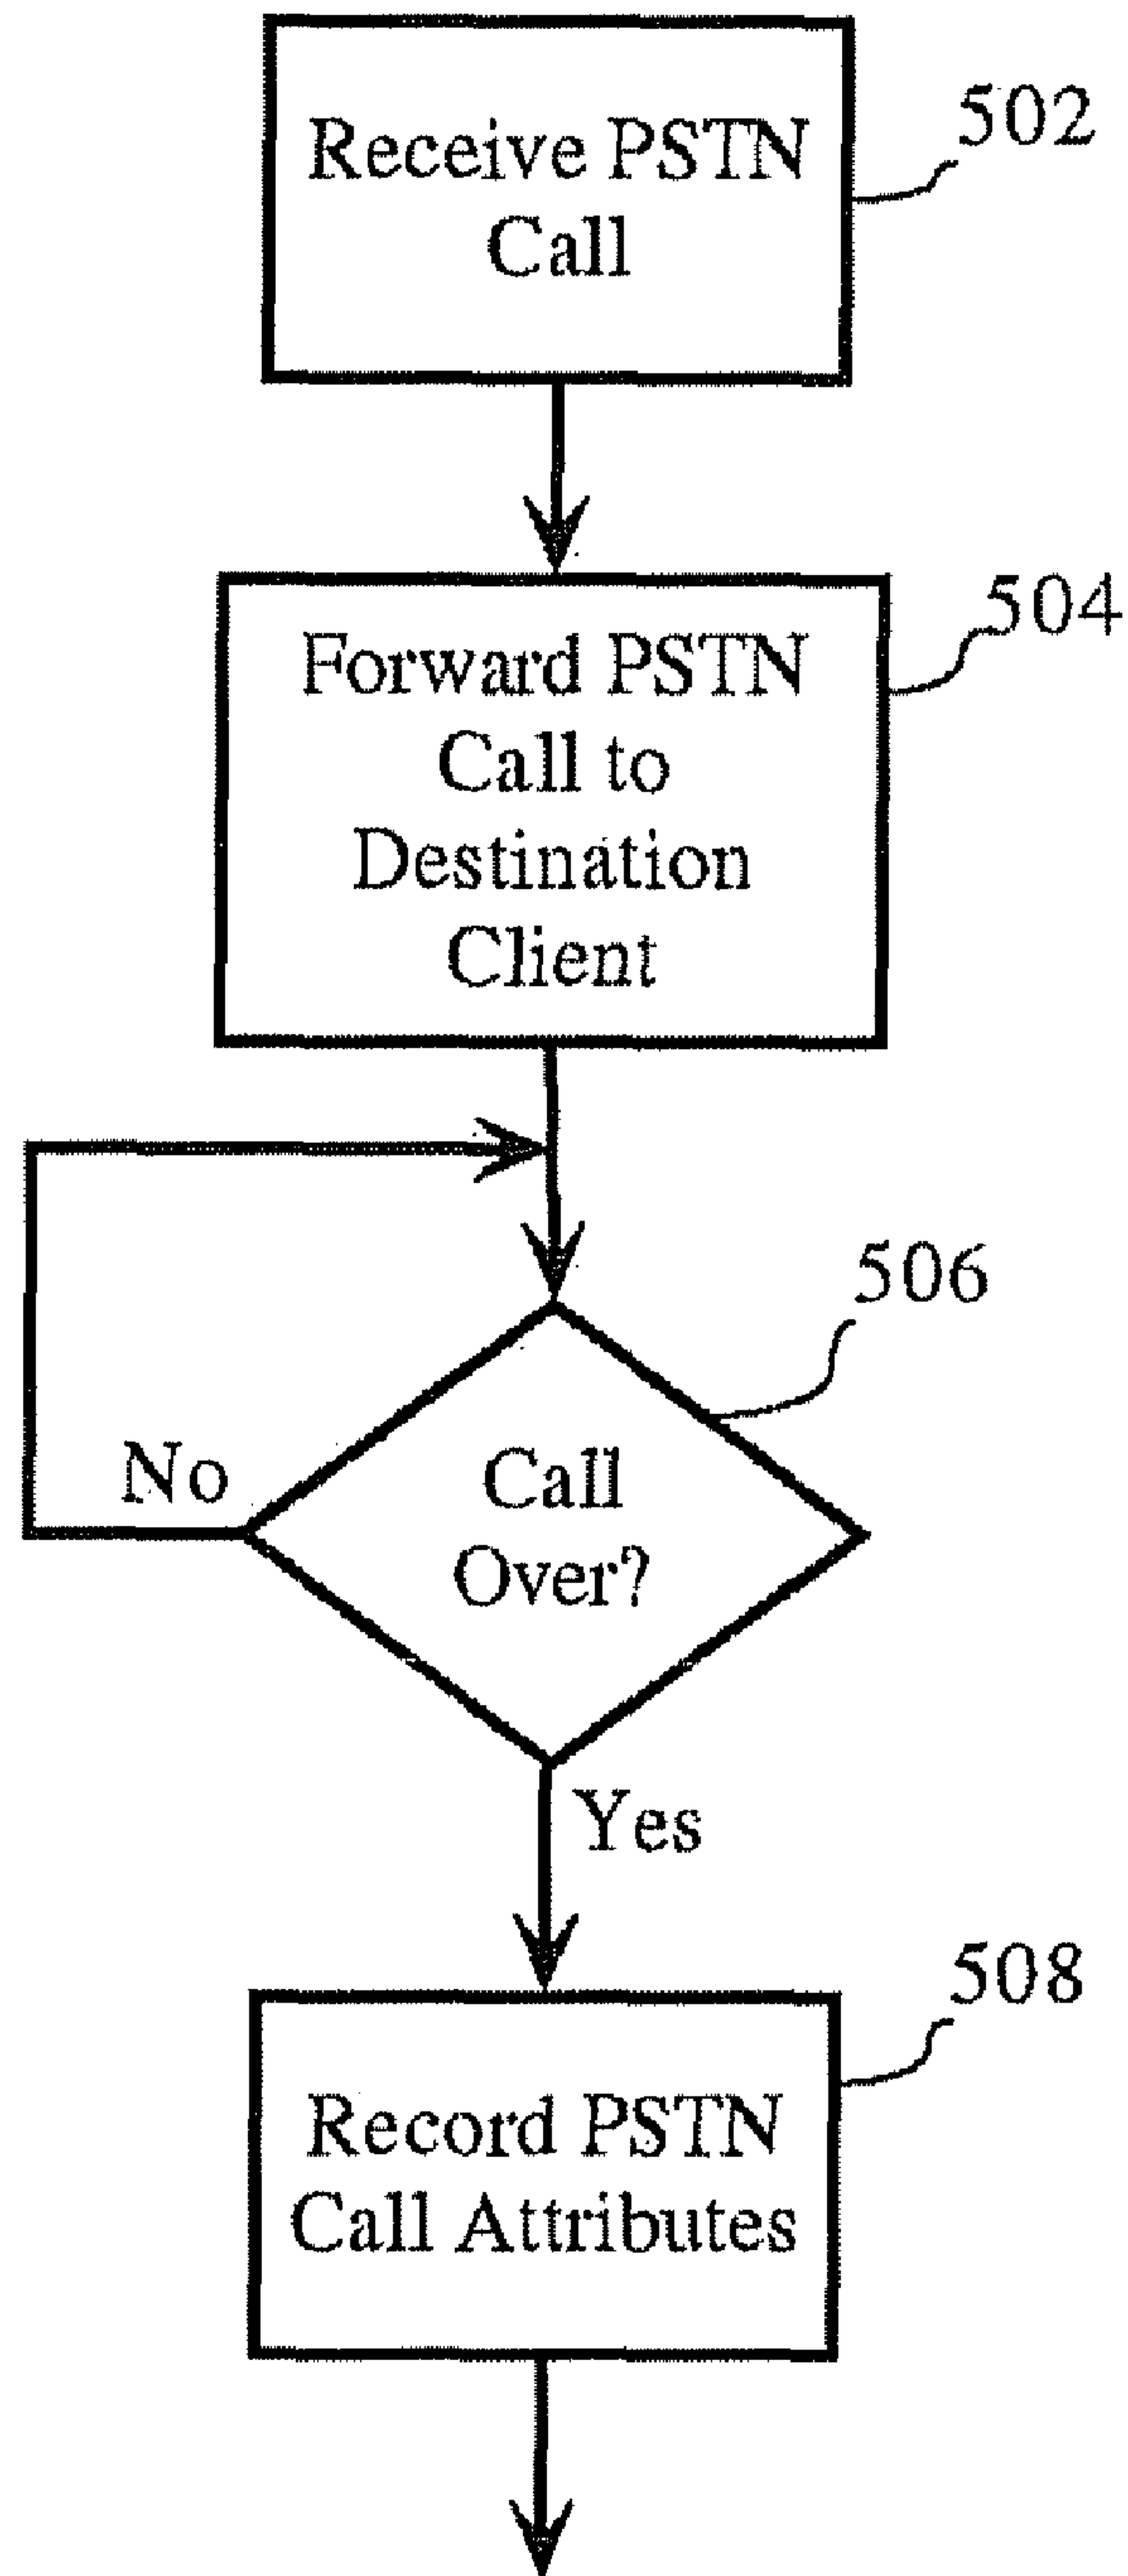 Receive PSTN
Call
502
Forward PSTN
Call to
Destination
Client
504
506
Call
Over?
No
Yes
508
Record PSTN
Call Attributes